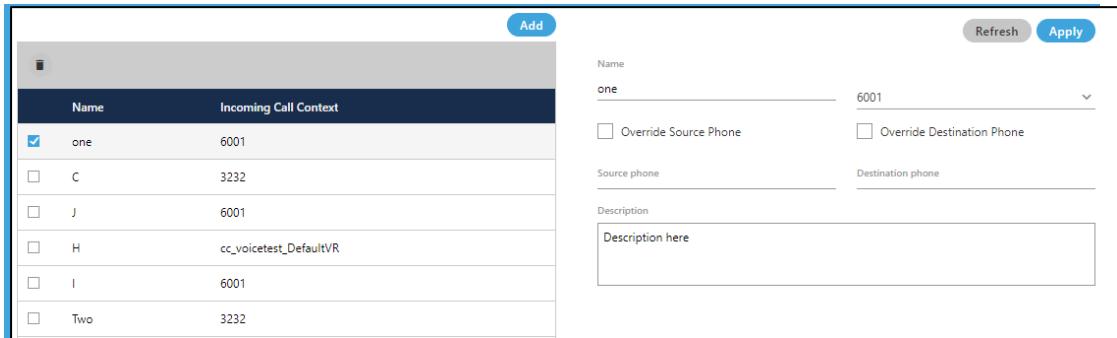 Add
Name Incoming Call Context
one 6001
C 3232
J 6001
H cc_voicetest_DefaultVR
I 6001
Two 3232
Refresh Apply
Name
one
6001
Override Source Phone Override Destination Phone
Source phone Destination phone
Description
Description here